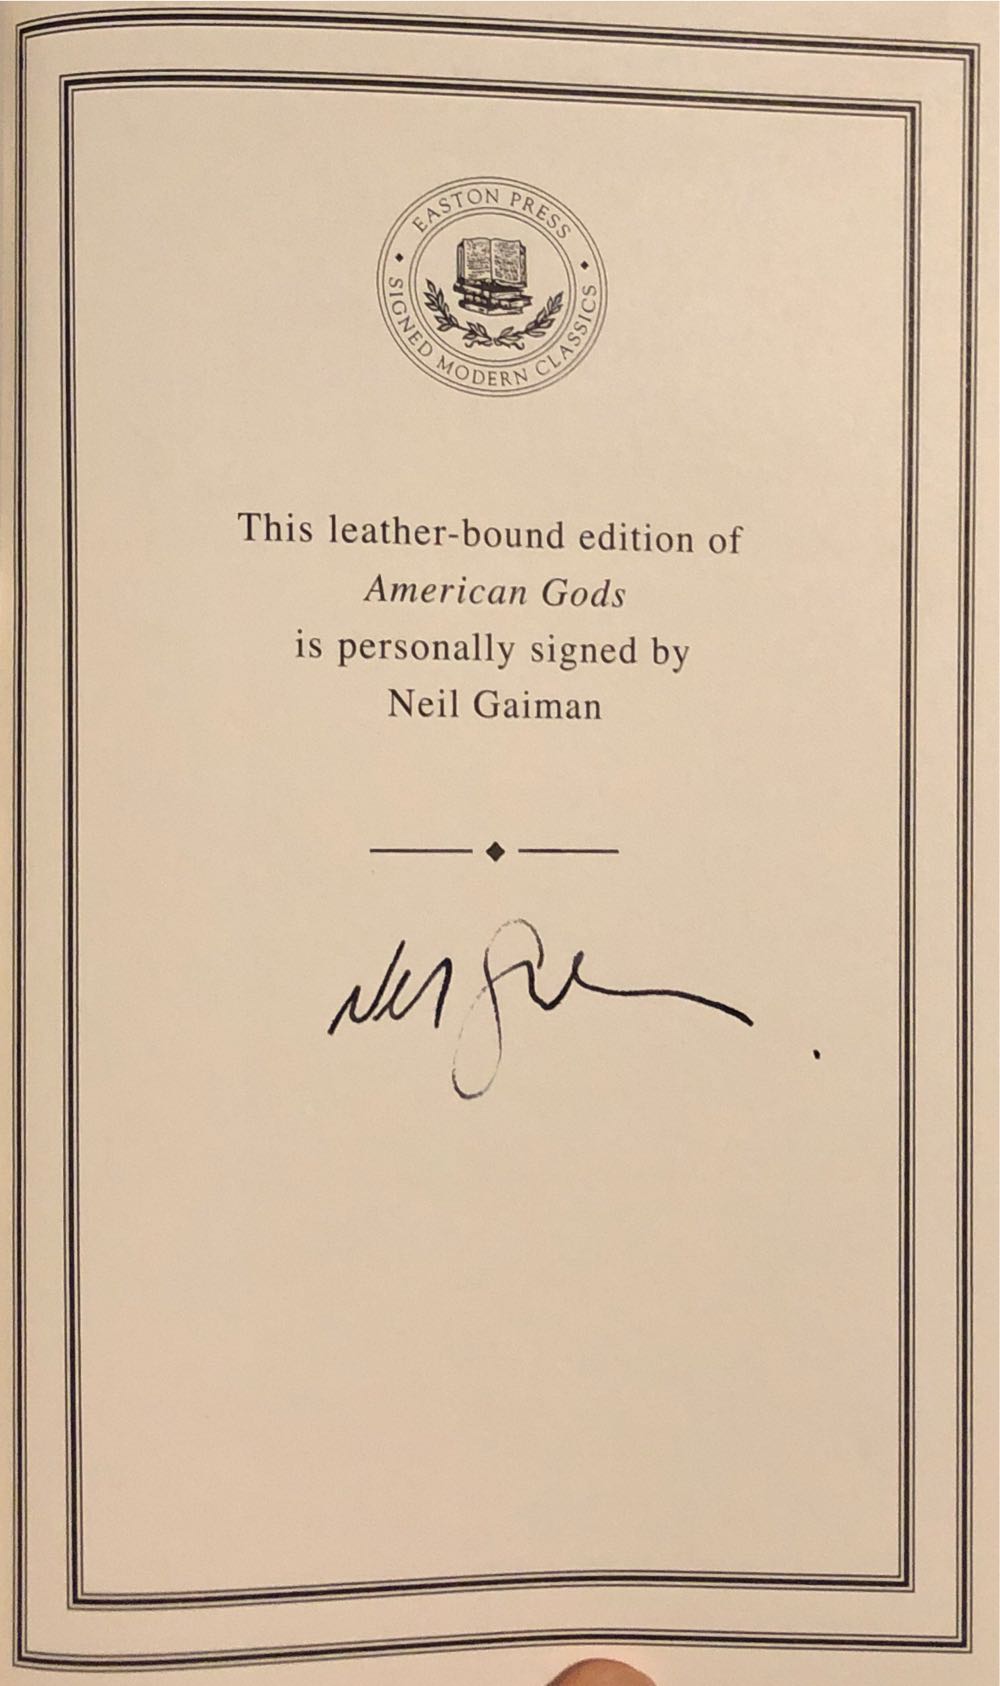 EASTON PRESS
SIGNED MODERN CLASSICS
This leather-bound edition of
American Gods
is personally signed by
Neil Gaiman